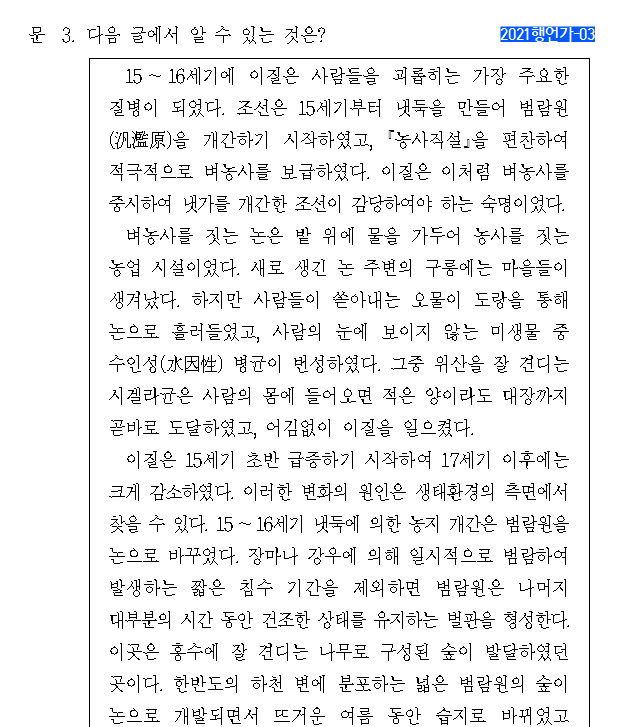 문 3. 다음 글에서 알 수 있는 것은?
2021행언가-03
15 ~ 16세기에 이질은 사람들을 괴롭히는 가장 주요한
질병이 되었다. 조선은 15세기부터 냇둑을 만들어 범람원
(汎濫原)을 개간하기 시작하였고, 『농사직설』을 편찬하여
적극적으로 벼농사를 보급하였다. 이질은 이처럼 벼농사를
중시하여 냇가를 개간한 조선이 감당하여야 하는 숙명이었다.
벼농사를 짓는 논은 밭 위에 물을 가두어 농사를 짓는
농업 시설이었다. 새로 생긴 논 주변의 구릉에는 마을들이
생겨났다. 하지만 사람들이 쏟아내는 오물이 도랑을 통해
논으로 흘러들었고, 사람의 눈에 보이지 않는 미생물 중
수인성(水因性) 병균이 번성하였다. 그중 위산을 잘 견디는
시겔라균은 사람의 몸에 들어오면 적은 양이라도 대장까지
곧바로 도달하였고, 어김없이 이질을 일으켰다.
이질은 15세기 초반 급증하기 시작하여 17세기 이후에는
크게 감소하였다. 이러한 변화의 원인은 생태환경의 측면에서
찾을 수 있다. 15 ~ 16세기 냇둑에 의한 농지 개간은 범람원을
논으로 바꾸었다. 장마나 강우에 의해 일시적으로 범람하여
발생하는 짧은 침수 기간을 제외하면 범람원은 나머지
대부분의 시간 동안 건조한 상태를 유지하는 벌판을 형성한다.
이곳은 홍수에 잘 견디는 나무로 구성된 숲이 발달하였던
곳이다. 한반도의 하천 변에 분포하는 넓은 범람원의 숲이
논으로 개발되면서 뜨거운 여름 동안 습지로 바뀌었고